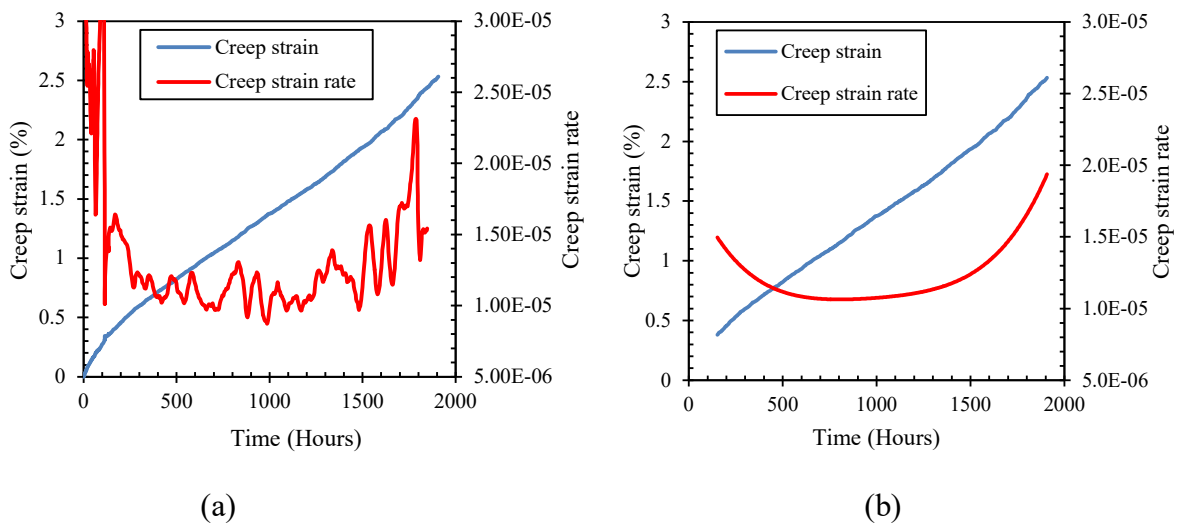 3
2.5
2
1.5
1
0.5
0
Creep strain (%)
Creep strain
Creep strain rate
3.00E-05
2.50E-05
2.00E-05
1.50E-05
1.00E-05
5.00E-06
Creep strain rate
0 500 1000 1500 2000
Time (Hours)
(a)
3
2.5
2
1.5
1
0.5
0
Creep strain (%)
Creep strain
Creep strain rate
3.0E-05
2.5E-05
2.0E-05
1.5E-05
1.0E-05
5.0E-06
Creep strain rate
0 500 1000 1500 2000
Time (Hours)
(b)